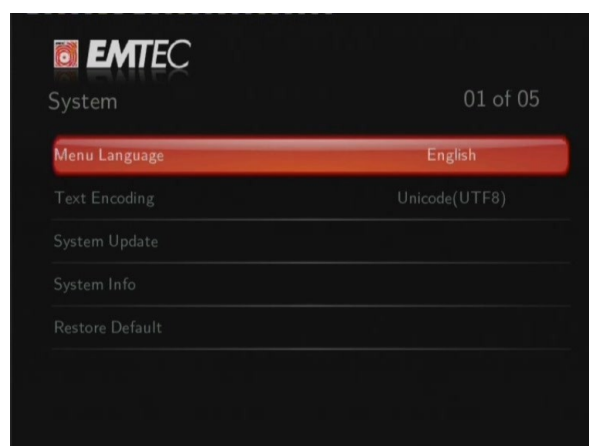 EMTEC
System 01 of 05
Menu Language English
Text Encoding Unicode(UTF8)
System Update
System Info
Restore Default